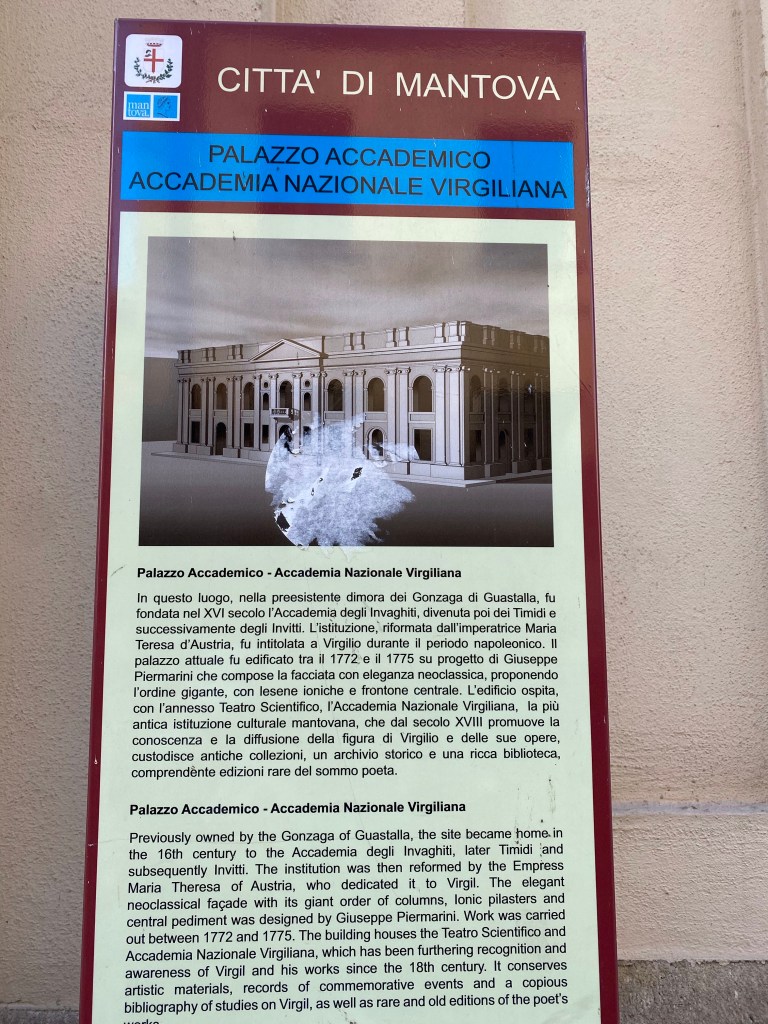 CITTA' DI MANTOVA
man
tova.
PALAZZO ACCADEMICO
ACCADEMIA NAZIONALE VIRGILIANA
Palazzo Accademico - Accademia Nazionale Virgiliana
In questo luogo, nella preesistente dimora dei Gonzaga di Guastalla, fu
fondata nel XVI secolo l'Accademia degli Invaghiti, divenuta poi dei Timidi e
successivamente degli Invitti. L'istituzione, riformata dall'imperatrice Maria
Teresa d'Austria, fu intitolata a Virgilio durante il periodo napoleonico. Il
palazzo attuale fu edificato tra il 1772 e il 1775 su progetto di Giuseppe
Piermarini che compose la facciata con eleganza neoclassica, proponendo
l'ordine gigante, con lesene ioniche e frontone centrale. L'edificio ospita,
con l'annesso Teatro Scientifico, l'Accademia Nazionale Virgiliana, la più
antica istituzione culturale mantovana, che dal secolo XVIII promuove la
conoscenza e la diffusione della figura di Virgilio e delle sue opere,
custodisce antiche collezioni, un archivio storico e una ricca biblioteca,
comprendente edizioni rare del sommo poeta.
Palazzo Accademico - Accademia Nazionale Virgiliana
Previously owned by the Gonzaga of Guastalla, the site became home in
the 16th century to the Accademia degli Invaghiti, later Timidi and
subsequently Invitti. The institution was then reformed by the Empress
Maria Theresa of Austria, who dedicated it to Virgil. The elegant
neoclassical façade with its giant order of columns, Ionic pilasters and
central pediment was designed by Giuseppe Piermarini. Work was carried
out between 1772 and 1775. The building houses the Teatro Scientifico and
Accademia Nazionale Virgiliana, which has been furthering recognition and
awareness of Virgil and his works since the 18th century. It conserves
artistic materials, records of commemorative events and a copious
bibliography of studies on Virgil, as well as rare and old editions of the poet's
works.